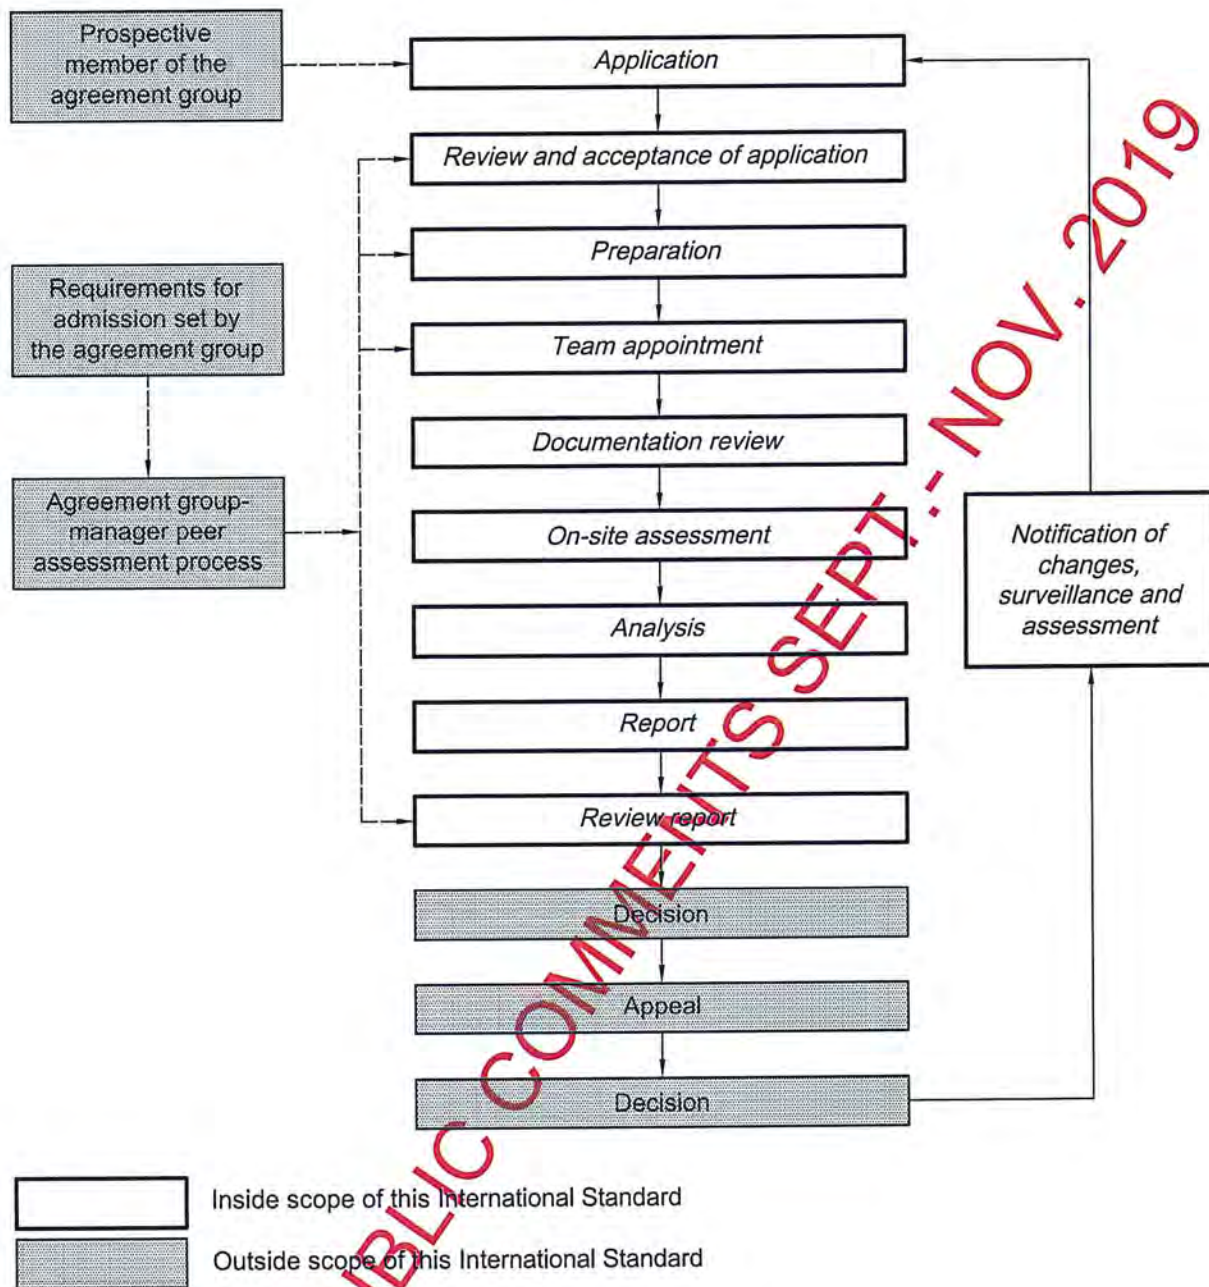 Prospective
member of the
agreement group
Application
Review and acceptance of application
Preparation
Requirements for
admission set by
the agreement group
Team appointment
Documentation review
Agreement group-
manager peer
assessment process
On-site assessment
Notification of
changes,
surveillance and
assessment
Analysis
Report
Review report
Decision
Appeal
Decision
Inside scope of this International Standard
Outside scope of this International Standard
COMMENTS SEPT.- NOV. 2019